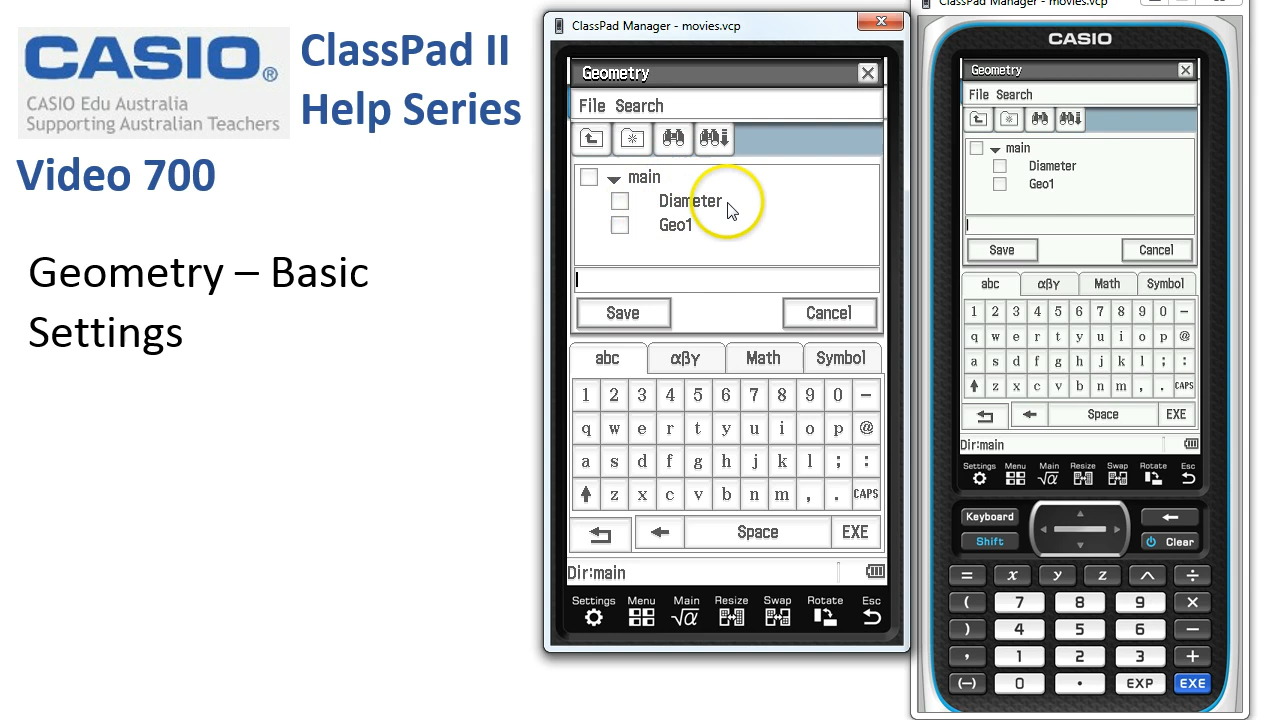 CASIO®
CASIO Edu Australia
Supporting Australian Teachers
ClassPad II
Help Series
Video 700
Geometry – Basic
Settings
ClassPad Manager - movies.vcp
Geometry
File Search
main
Diameter
Geo1
Save Cancel
abc αβγ Math Symbol
1 2 3 4 5 6 7 8 9 0 −
q w e r t y u i o p @
a s d f g h j k l ; :
z x c v b n m , . CAPS
Space EXE
Dir:main
Settings Menu Main Resize Swap Rotate Esc
√α
ClassPad Manager - movies.vcp
CASIO
Geometry
File Search
main
Diameter
Geo1
Save Cancel
abc αβγ Math Symbol
1 2 3 4 5 6 7 8 9 0 −
q w e r t y u i o p @
a s d f g h j k l ; :
z x c v b n m , . CAPS
Space EXE
Dir:main
Settings Menu Main Resize Swap Rotate Esc
√α
Keyboard
Shift Clear
= x y z ^ ÷
( 7 8 9 ×
) 4 5 6 −
, 1 2 3 +
(−) 0 · EXP EXE